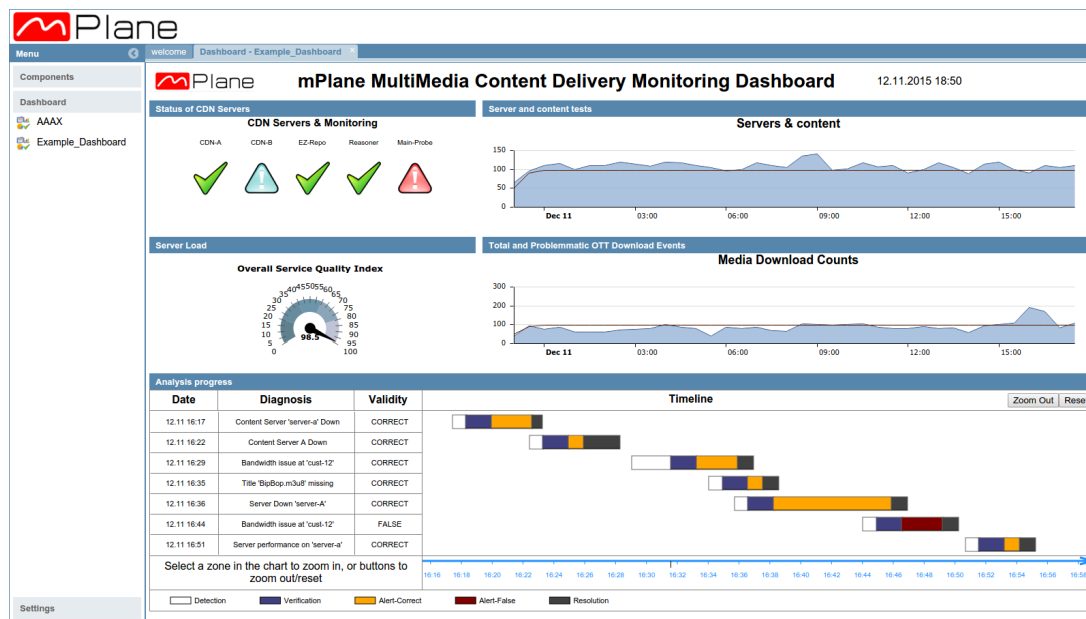 mPlane
Menu
welcome
Dashboard - Example_Dashboard
Components
Dashboard
AAAX
Example_Dashboard
Settings
mPlane
mPlane MultiMedia Content Delivery Monitoring Dashboard
12.11.2015 18:50
Status of CDN Servers
CDN Servers & Monitoring
CDN-A CDN-B EZ-Repo Reasoner Main-Probe
Server and content tests
Servers & content
150
100
50
0
Dec 11 03:00 06:00 09:00 12:00 15:00
Server Load
Overall Service Quality Index
0 5 10 15 20 25 30 35 40 45 50 55 60 65 70 75 80 85 90 95 100
98.5
Total and Problemmatic OTT Download Events
Media Download Counts
300
200
100
0
Dec 11 03:00 06:00 09:00 12:00 15:00
Analysis progress
Date Diagnosis Validity Timeline Zoom Out Rese
12.11 16:17 Content Server 'server-a' Down CORRECT
12.11 16:22 Content Server A Down CORRECT
12.11 16:29 Bandwidth issue at 'cust-12' CORRECT
12.11 16:35 Title 'BipBop.m3u8' missing CORRECT
12.11 16:36 Server Down 'server-A' CORRECT
12.11 16:44 Bandwidth issue at 'cust-12' FALSE
12.11 16:51 Server performance on 'server-a' CORRECT
Select a zone in the chart to zoom in, or buttons to
zoom out/reset
16:16 16:18 16:20 16:22 16:24 16:26 16:28 16:30 16:32 16:34 16:36 16:38 16:40 16:42 16:44 16:46 16:48 16:50 16:52 16:54 16:56 16:58
Detection Verification Alert-Correct Alert-False Resolution